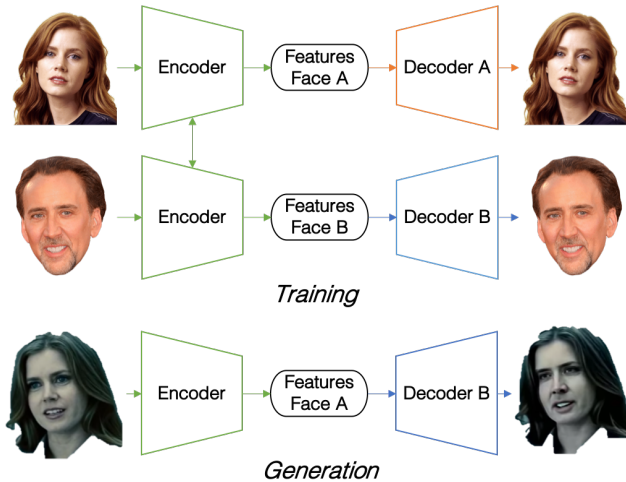 Encoder
Features
Face A
Decoder A
Encoder
Features
Face B
Decoder B
Training
Encoder
Features
Face A
Decoder B
Generation